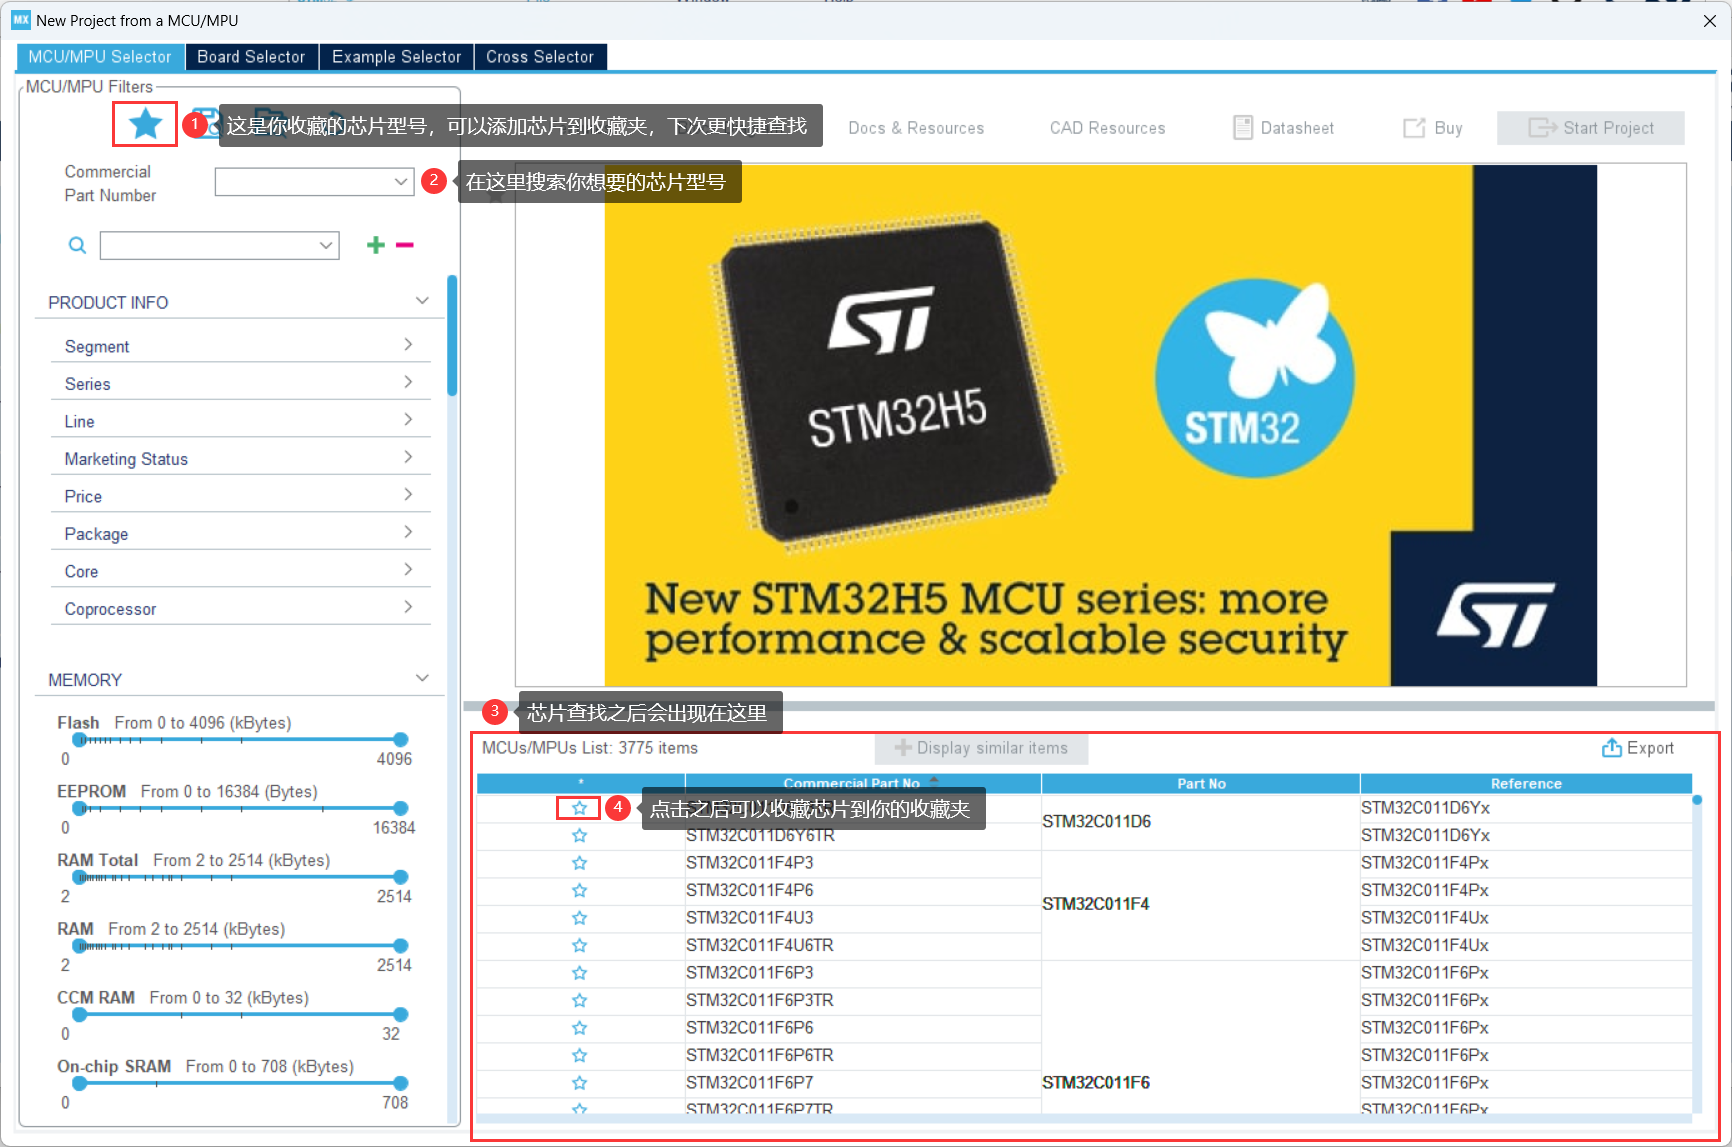 New Project from a MCU/MPU
MCU/MPU Selector
Board Selector
Example Selector
Cross Selector
MCU/MPU Filters
1
这是你收藏的芯片型号，可以添加芯片到收藏夹，下次更快捷查找
Docs & Resources
CAD Resources
Datasheet
Buy
Start Project
Commercial
Part Number
2
在这里搜索你想要的芯片型号
PRODUCT INFO
Segment
Series
Line
Marketing Status
Price
Package
Core
Coprocessor
MEMORY
Flash From 0 to 4096 (kBytes)
0 4096
EEPROM From 0 to 16384 (Bytes)
0 16384
RAM Total From 2 to 2514 (kBytes)
2 2514
RAM From 2 to 2514 (kBytes)
2 2514
CCM RAM From 0 to 32 (kBytes)
0 32
On-chip SRAM From 0 to 708 (kBytes)
0 708
ST
STM32H5
STM32
New STM32H5 MCU series: more
performance & scalable security
ST
3
芯片查找之后会出现在这里
MCUs/MPUs List: 3775 items
Display similar items
Export
* Commercial Part No Part No Reference
4
点击之后可以收藏芯片到你的收藏夹
STM32C011D6
STM32C011D6Yx
STM32C011D6Y6TR STM32C011D6Yx
STM32C011F4P3 STM32C011F4Px
STM32C011F4P6 STM32C011F4Px
STM32C011F4
STM32C011F4U3 STM32C011F4Ux
STM32C011F4U6TR STM32C011F4Ux
STM32C011F6P3 STM32C011F6Px
STM32C011F6P3TR STM32C011F6Px
STM32C011F6P6 STM32C011F6Px
STM32C011F6P6TR STM32C011F6Px
STM32C011F6P7 STM32C011F6 STM32C011F6Px
STM32C011F6P7TR STM32C011F6Px